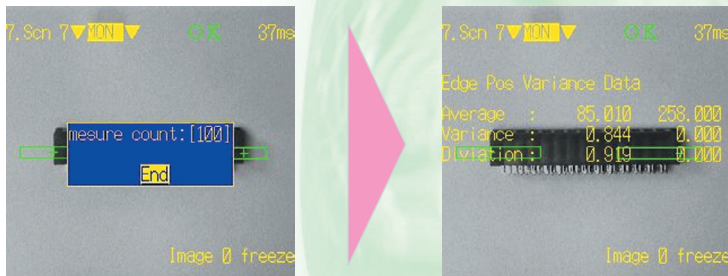 7.Scn 7▼MON▼ OK 37ms
mesure count:[100]
End
Image 0 freeze
7.Scn 7▼MON▼ OK 37ms
Edge Pos Variance Data
Average : 85.010 258.000
Variance : 0.844 0.000
Diviation: 0.919 0.000
Image 0 freeze